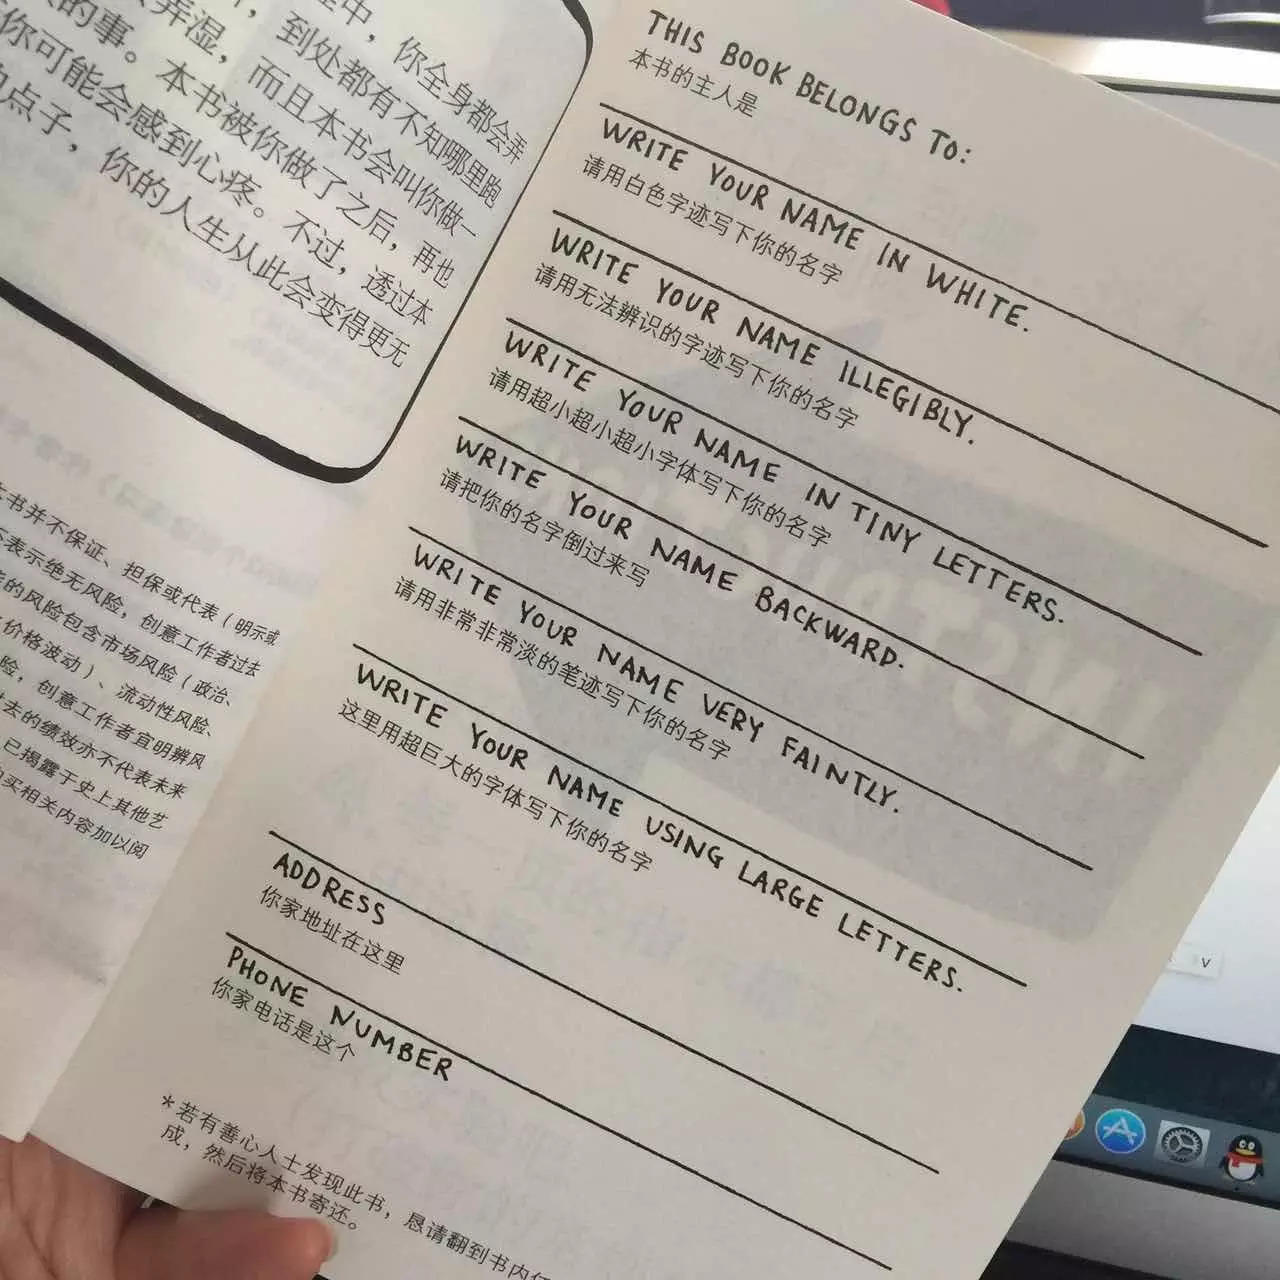 程中，你全身都会弄
弄湿，到处都有不知哪里跑
的事。而且本书会叫你做一
你可能会感到心疼。本书被你做了之后，再也
点子，你的人生从此会变得更无
不过，透过本
本书并不保证、担保或代表（明示或
不表示绝无风险，创意工作者过去
的风险包含市场风险（政治、
价格波动）、流动性风险、
险，创意工作者宜明辨风
过去的绩效亦不代表未来
已揭露于史上其他艺
购买相关内容加以阅
THIS BOOK BELONGS TO:
本书的主人是
WRITE YOUR NAME IN WHITE.
请用白色字迹写下你的名字
WRITE YOUR NAME ILLEGIBLY.
请用无法辨识的字迹写下你的名字
WRITE YOUR NAME IN TINY LETTERS.
请用超小超小超小字体写下你的名字
WRITE YOUR NAME BACKWARD.
请把你的名字倒过来写
WRITE YOUR NAME VERY FAINTLY.
请用非常非常淡的笔迹写下你的名字
WRITE YOUR NAME USING LARGE LETTERS.
这里用超巨大的字体写下你的名字
ADDRESS
你家地址在这里
PHONE NUMBER
你家电话是这个
*若有善心人士发现此书，恳请翻到书内任
成，然后将本书寄还。